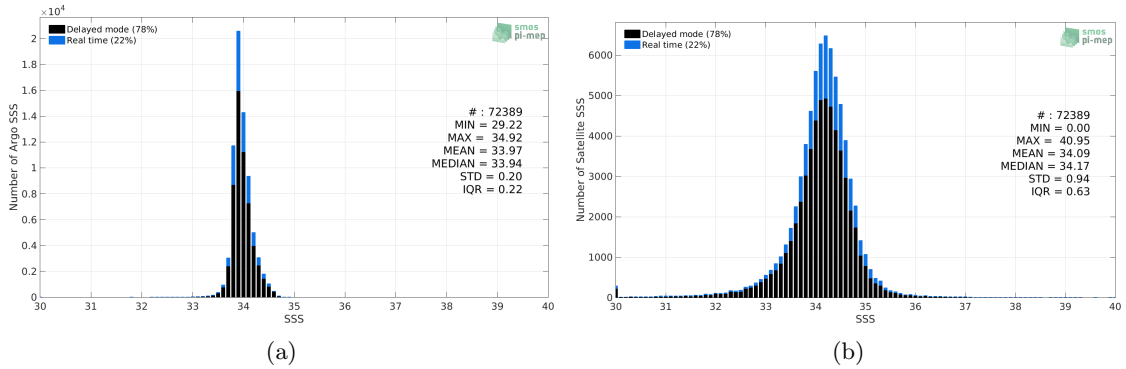 ×10⁴
Delayed mode (78%)
Real time (22%)
smos
pi-mep
Number of Argo SSS
2
1.8
1.6
1.4
1.2
1
0.8
0.6
0.4
0.2
0
# : 72389
MIN = 29.22
MAX = 34.92
MEAN = 33.97
MEDIAN = 33.94
STD = 0.20
IQR = 0.22
30 31 32 33 34 35 36 37 38 39 40
SSS
(a)
Delayed mode (78%)
Real time (22%)
smos
pi-mep
Number of Satellite SSS
6000
5000
4000
3000
2000
1000
0
# : 72389
MIN = 0.00
MAX = 40.95
MEAN = 34.09
MEDIAN = 34.17
STD = 0.94
IQR = 0.63
30 31 32 33 34 35 36 37 38 39 40
SSS
(b)